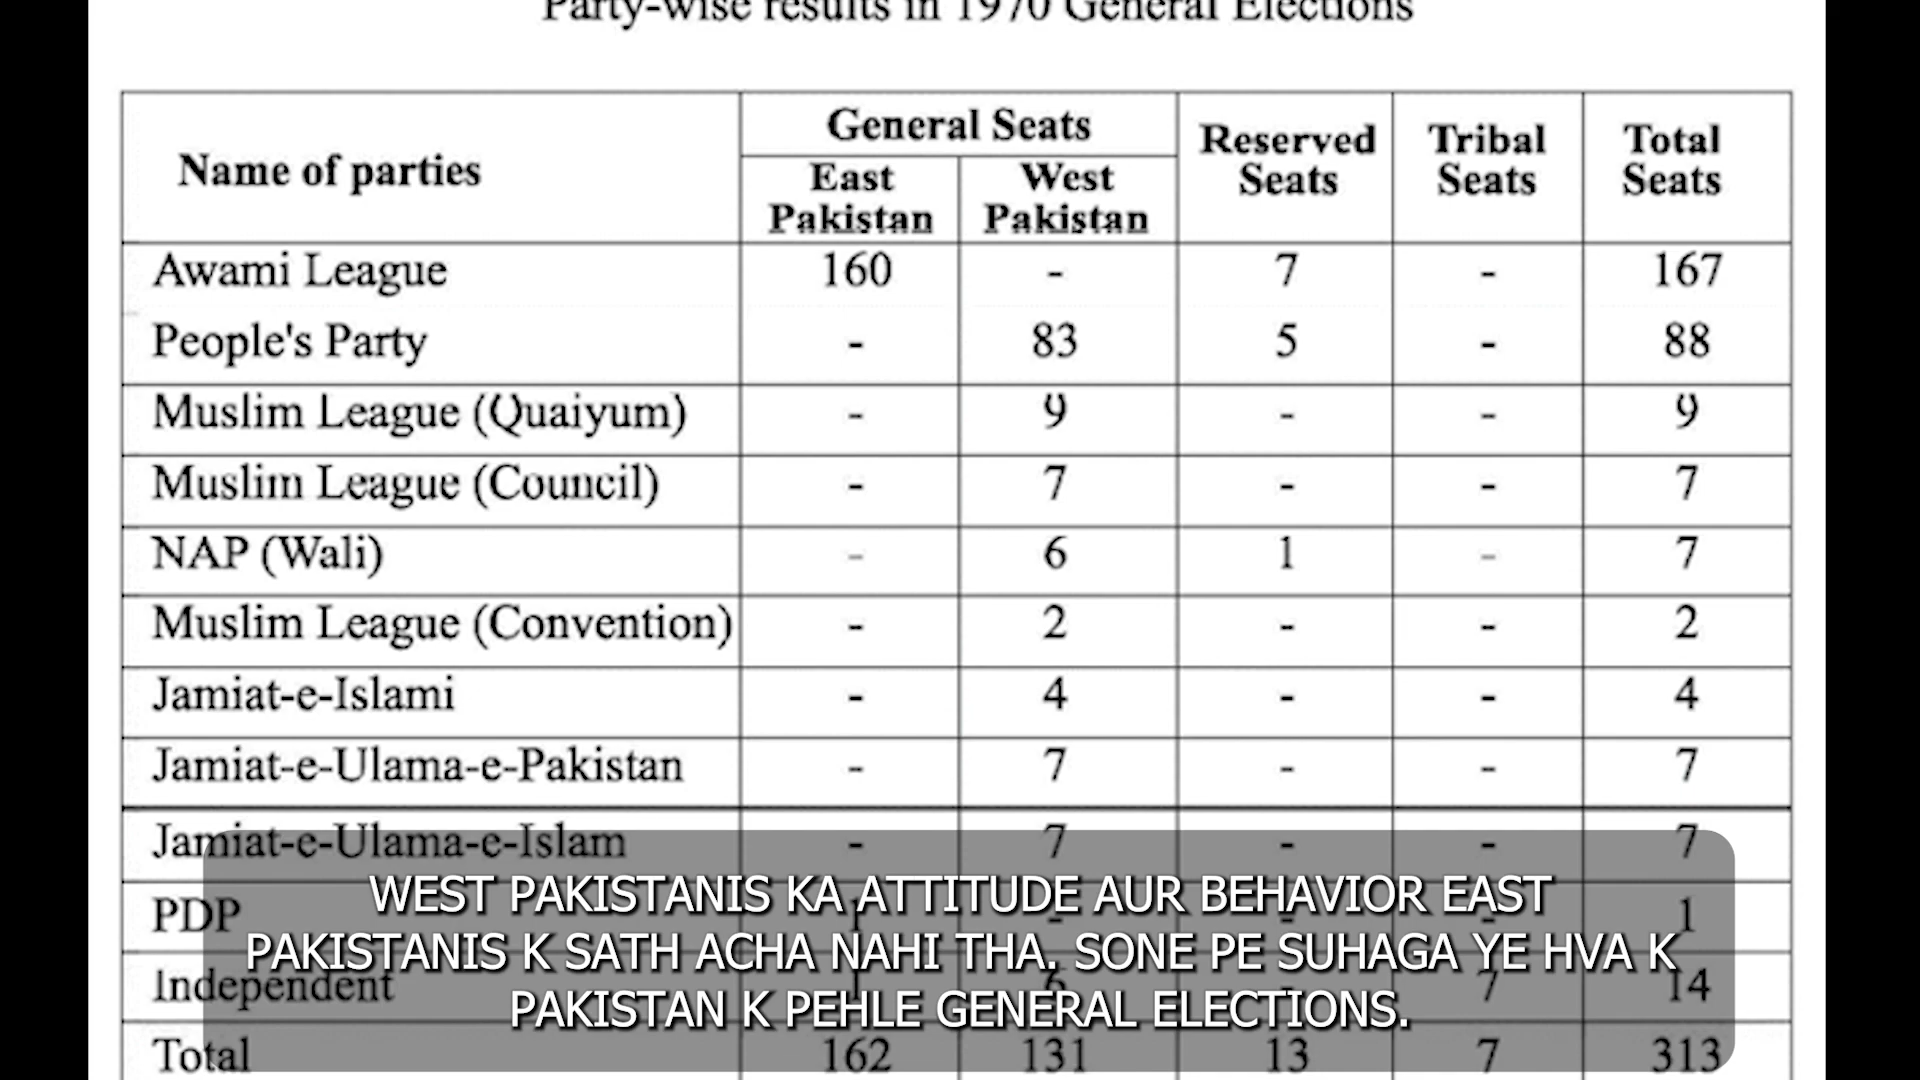 Party-wise results in 1970 General Elections
Name of parties General Seats Reserved Seats Tribal Seats Total Seats
East Pakistan West Pakistan
Awami League 160 - 7 - 167
People's Party - 83 5 - 88
Muslim League (Quaiyum) - 9 - - 9
Muslim League (Council) - 7 - - 7
NAP (Wali) - 6 1 - 7
Muslim League (Convention) - 2 - - 2
Jamiat-e-Islami - 4 - - 4
Jamiat-e-Ulama-e-Pakistan - 7 - - 7
Jamiat-e-Ulama-e-Islam - 7 - - 7
PDP 1 - - - 1
Independent 1 6 - 7 14
Total 162 131 13 7 313
WEST PAKISTANIS KA ATTITUDE AUR BEHAVIOR EAST
PAKISTANIS K SATH ACHA NAHI THA. SONE PE SUHAGA YE HVA K
PAKISTAN K PEHLE GENERAL ELECTIONS.